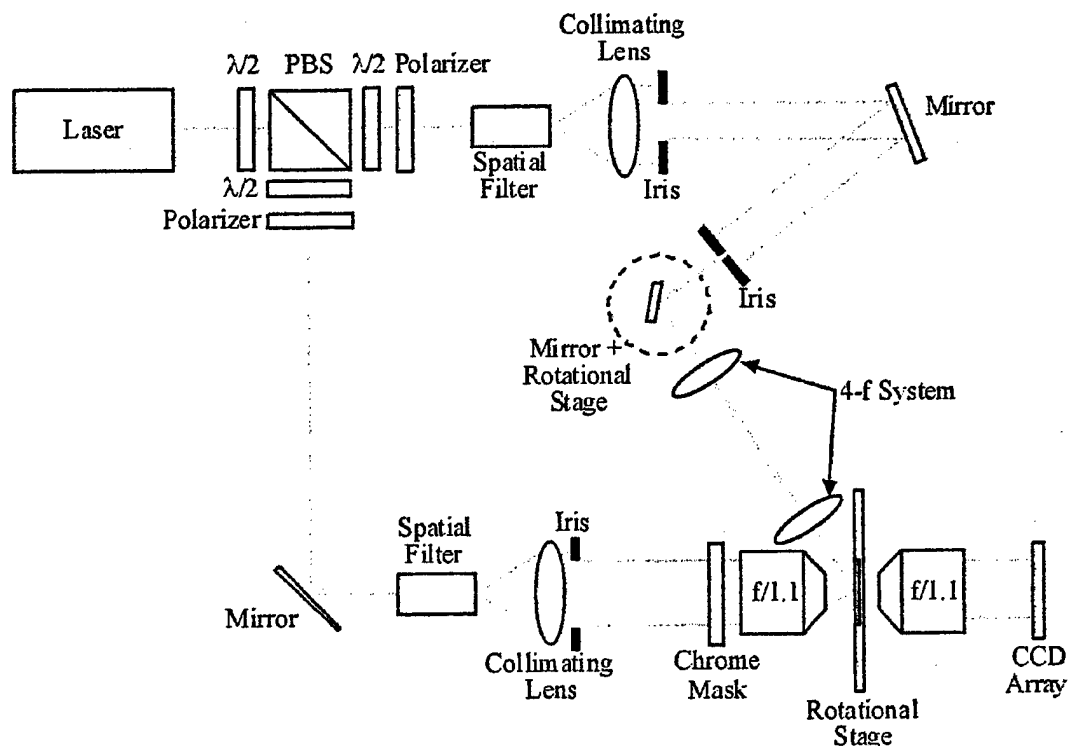 Collimating
Lens
λ/2
PBS
λ/2
Polarizer
Laser
Mirror
Spatial
Filter
Iris
λ/2
Polarizer
Iris
Mirror +
Rotational
Stage
4-f System
Spatial
Filter
Iris
f/1.1
f/1.1
Mirror
Collimating
Lens
Chrome
Mask
Rotational
Stage
CCD
Array